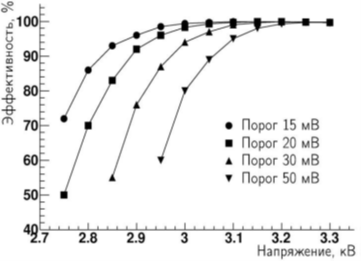 Эффективность, %
100
90
80
70
60
50
40
Порог 15 мВ
Порог 20 мВ
Порог 30 мВ
Порог 50 мВ
2.7 2.8 2.9 3 3.1 3.2 3.3
Напряжение, кВ